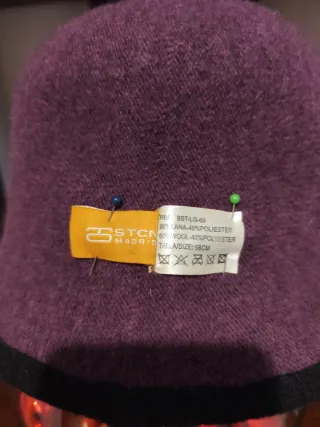 STCN
MADRID
REF: BST-LG-69
60%LANA-40%POLIESTER
60%WOOL-40%POLYESTER
TALLA/SIZE: 58CM